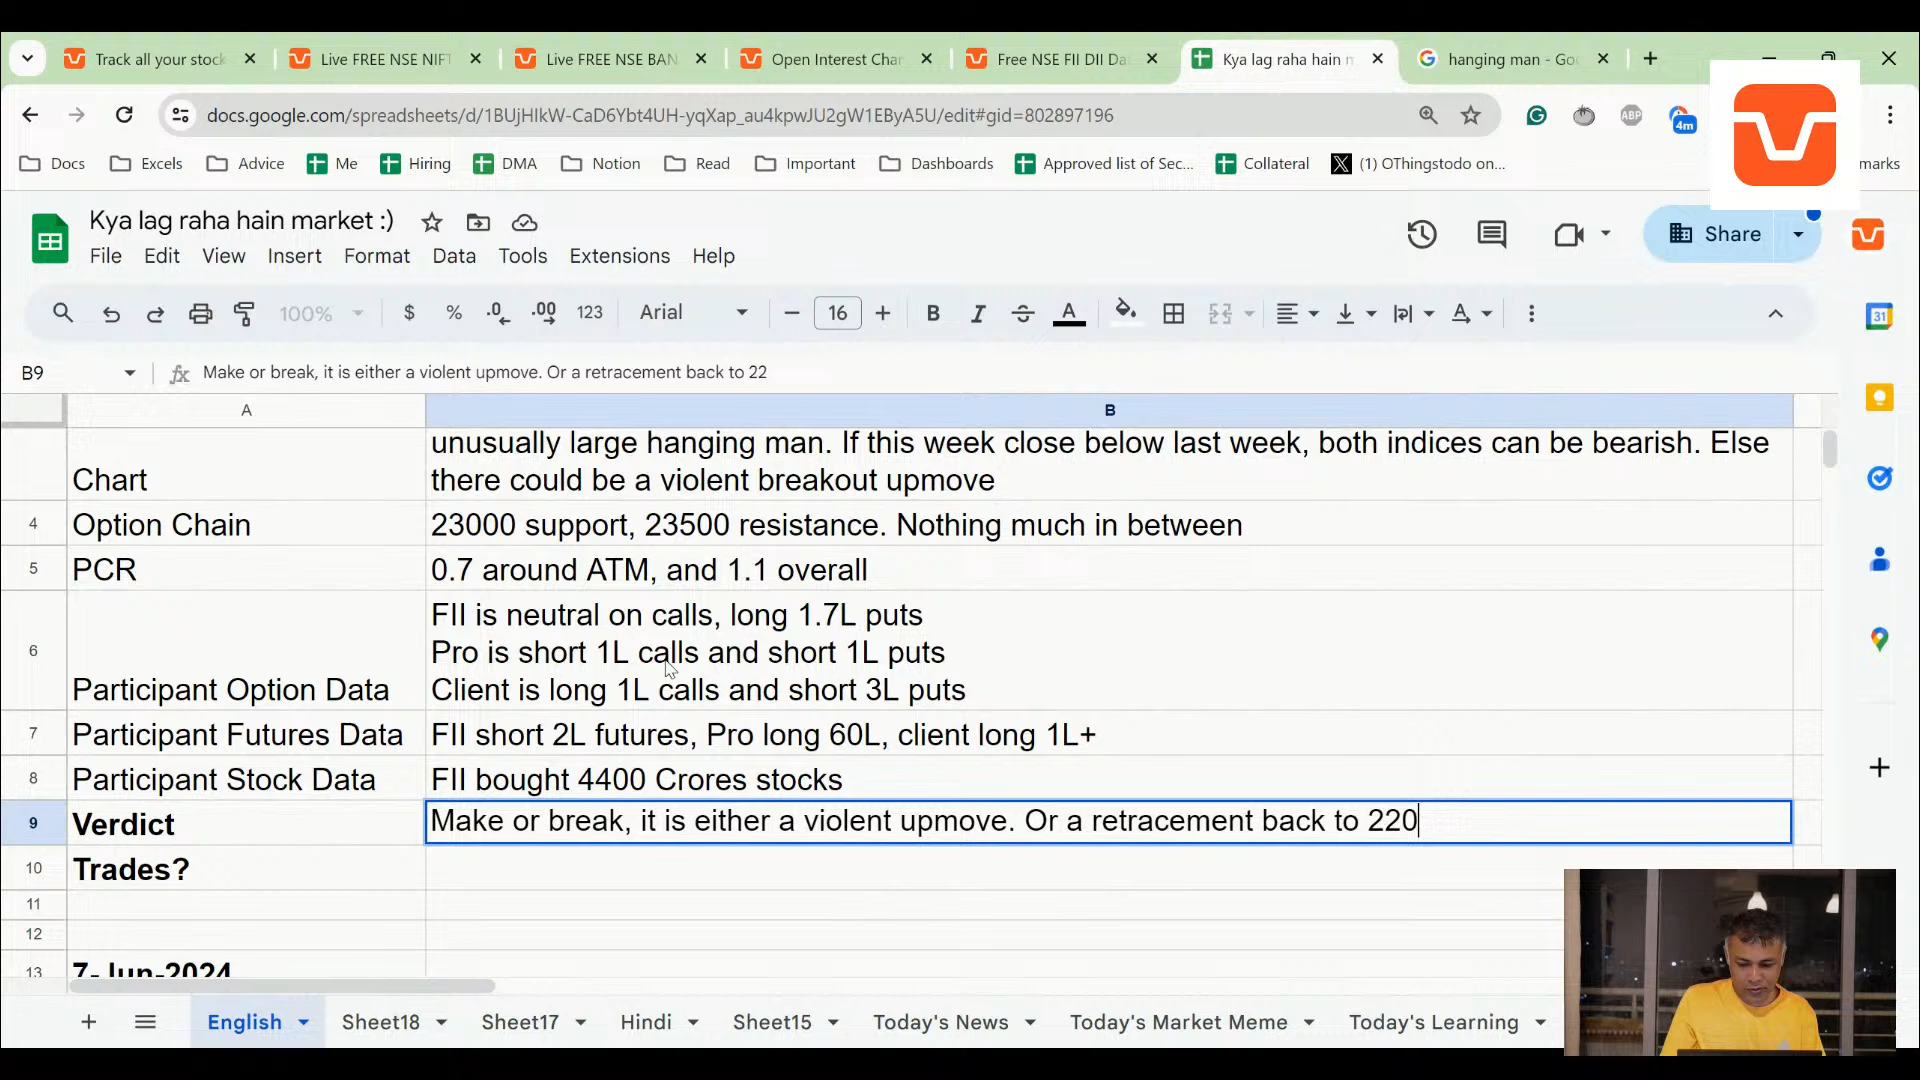 Track all your stock
Live FREE NSE NIFT
Live FREE NSE BAN
Open Interest Char
Free NSE FII DII Da
Kya lag raha hain m
hanging man - Goo
docs.google.com/spreadsheets/d/1BUjHIkW-CaD6Ybt4UH-yqXap_au4kpwJU2gW1EByA5U/edit#gid=802897196
ABP
4m
Docs
Excels
Advice
Me
Hiring
DMA
Notion
Read
Important
Dashboards
Approved list of Sec...
Collateral
(1) OThingstodo on...
marks
Kya lag raha hain market :)
File Edit View Insert Format Data Tools Extensions Help
Share
100% $ % .0 .00 123 Arial 16 B I S A
31
B9
fx Make or break, it is either a violent upmove. Or a retracement back to 22
A B
unusually large hanging man. If this week close below last week, both indices can be bearish. Else
Chart there could be a violent breakout upmove
4 Option Chain 23000 support, 23500 resistance. Nothing much in between
5 PCR 0.7 around ATM, and 1.1 overall
FII is neutral on calls, long 1.7L puts
6 Pro is short 1L calls and short 1L puts
Participant Option Data Client is long 1L calls and short 3L puts
7 Participant Futures Data FII short 2L futures, Pro long 60L, client long 1L+
8 Participant Stock Data FII bought 4400 Crores stocks
9 Verdict Make or break, it is either a violent upmove. Or a retracement back to 220
10 Trades?
11
12
13 7-Jun-2024
English Sheet18 Sheet17 Hindi Sheet15 Today's News Today's Market Meme Today's Learning